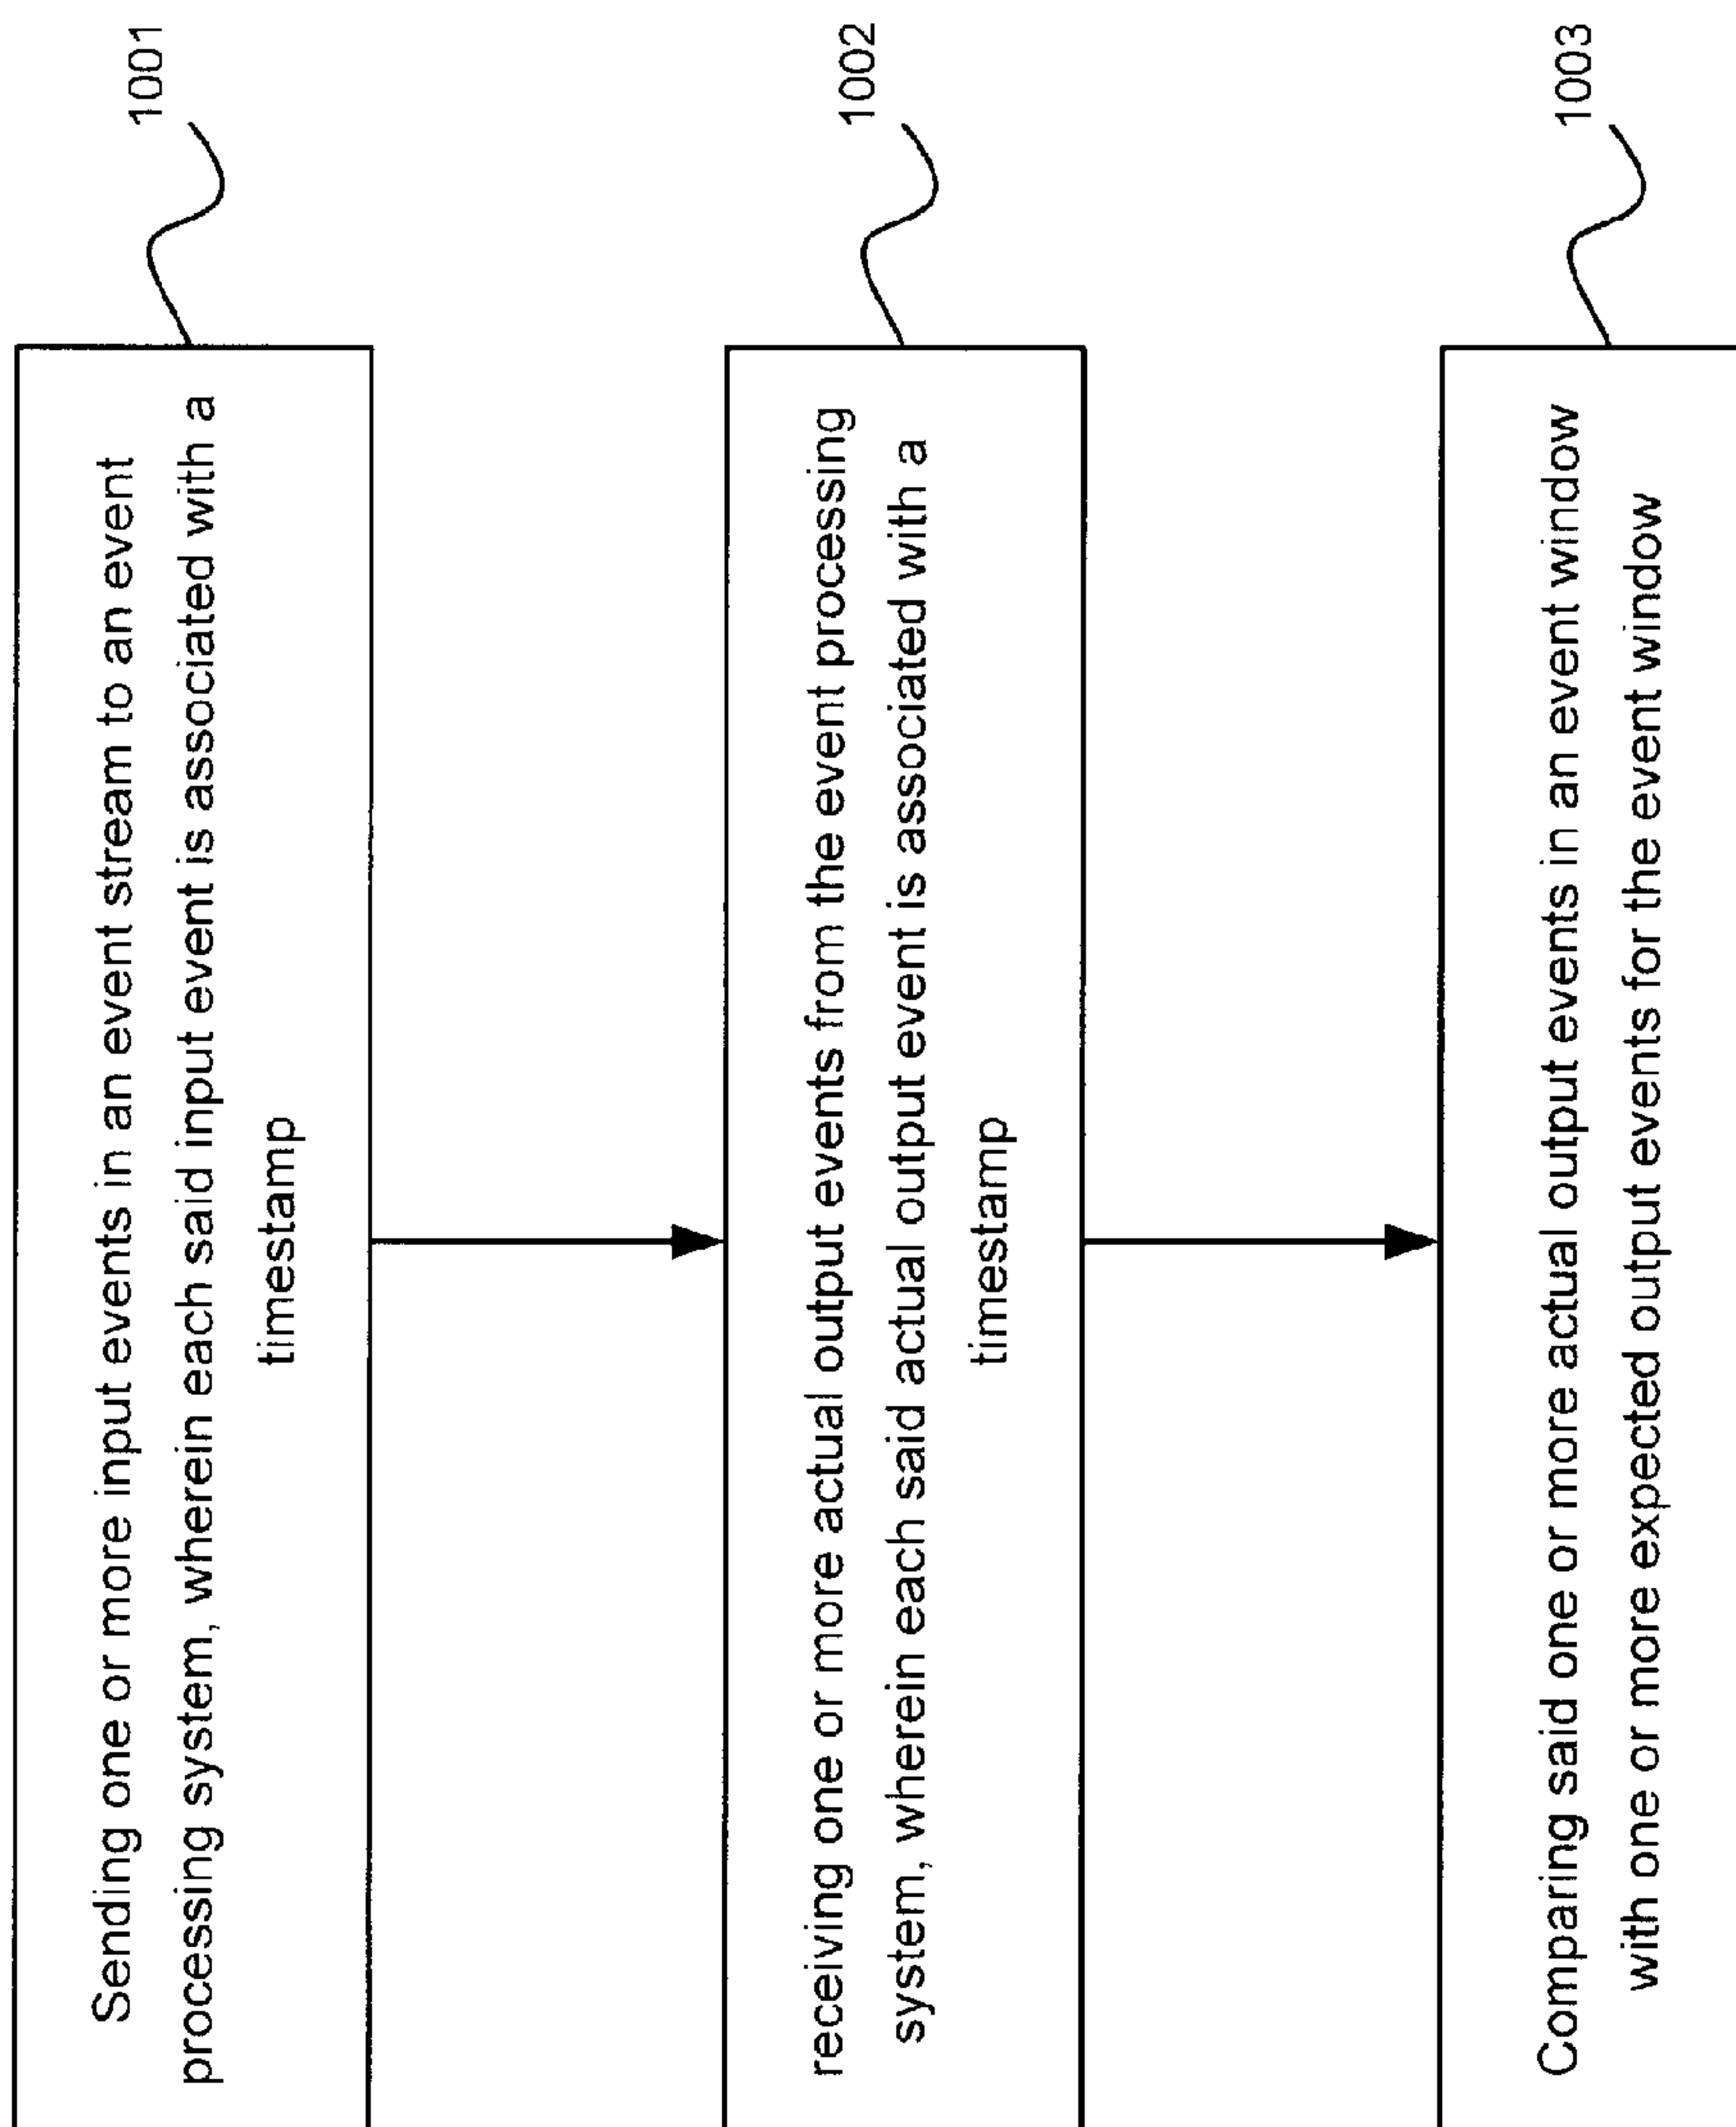 Sending one or more input events in an event stream to an event
processing system, wherein each said input event is associated with a
timestamp
1001
receiving one or more actual output events from the event processing
system, wherein each said actual output event is associated with a
timestamp
1002
Comparing said one or more actual output events in an event window
with one or more expected output events for the event window
1003